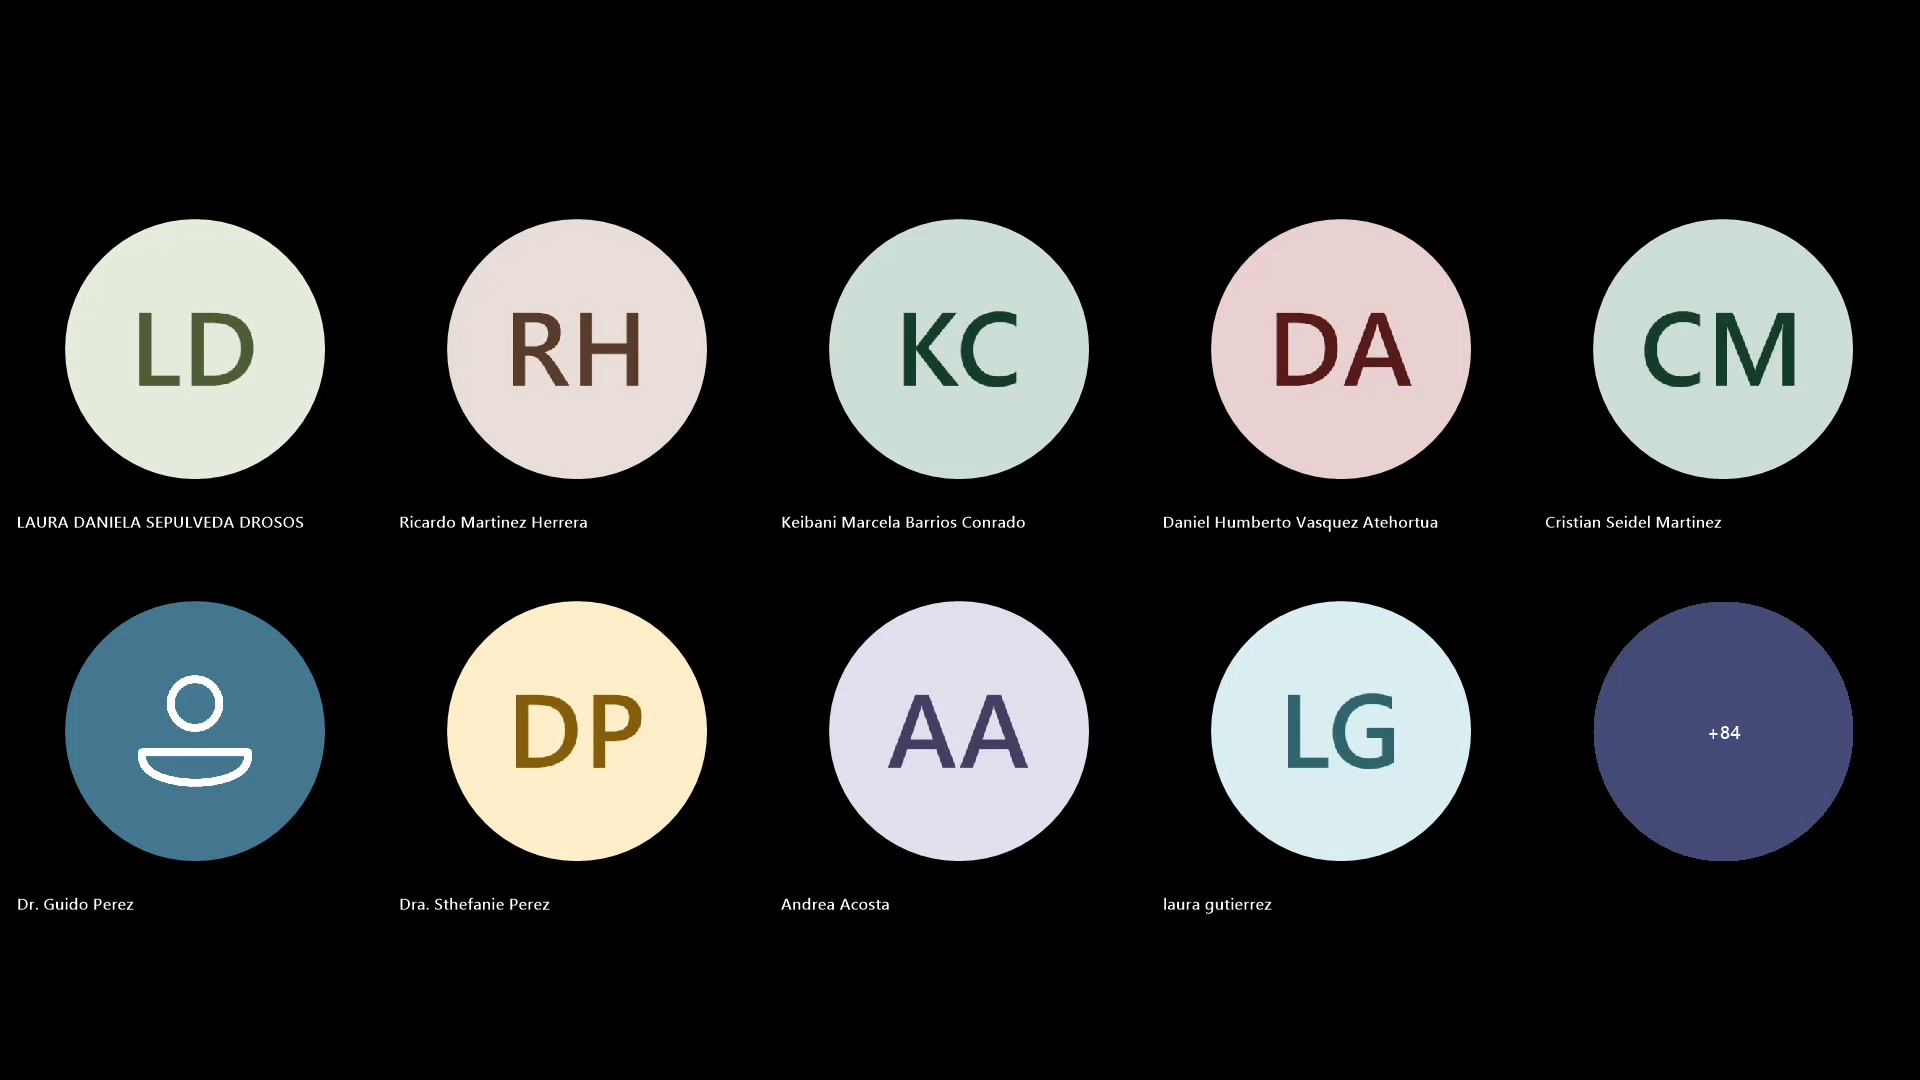 LD
RH
KC
DA
CM
LAURA DANIELA SEPULVEDA DROSOS
Ricardo Martinez Herrera
Keibani Marcela Barrios Conrado
Daniel Humberto Vasquez Atehortua
Cristian Seidel Martinez
DP
AA
LG
+84
Dr. Guido Perez
Dra. Sthefanie Perez
Andrea Acosta
laura gutierrez